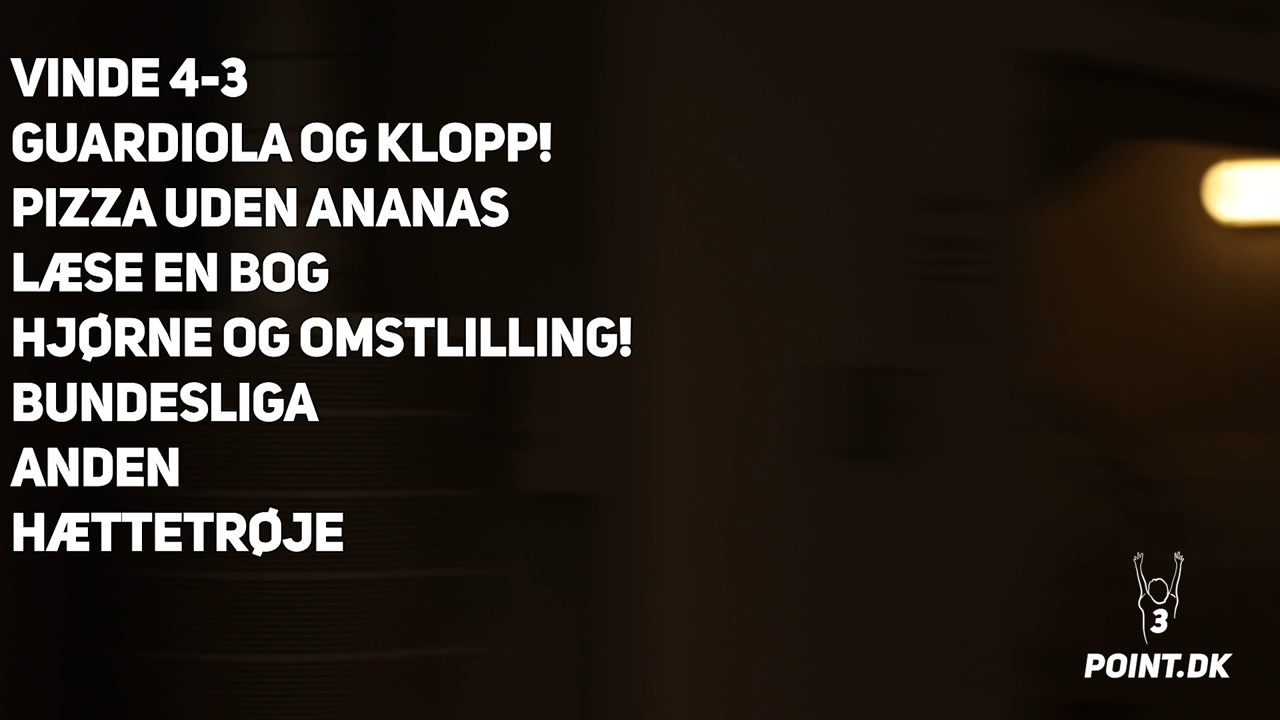 VINDE 4-3
GUARDIOLA OG KLOPP!
PIZZA UDEN ANANAS
LÆSE EN BOG
HJØRNE OG OMSTLILLING!
BUNDESLIGA
ANDEN
HÆTTETRØJE
3
POINT.DK